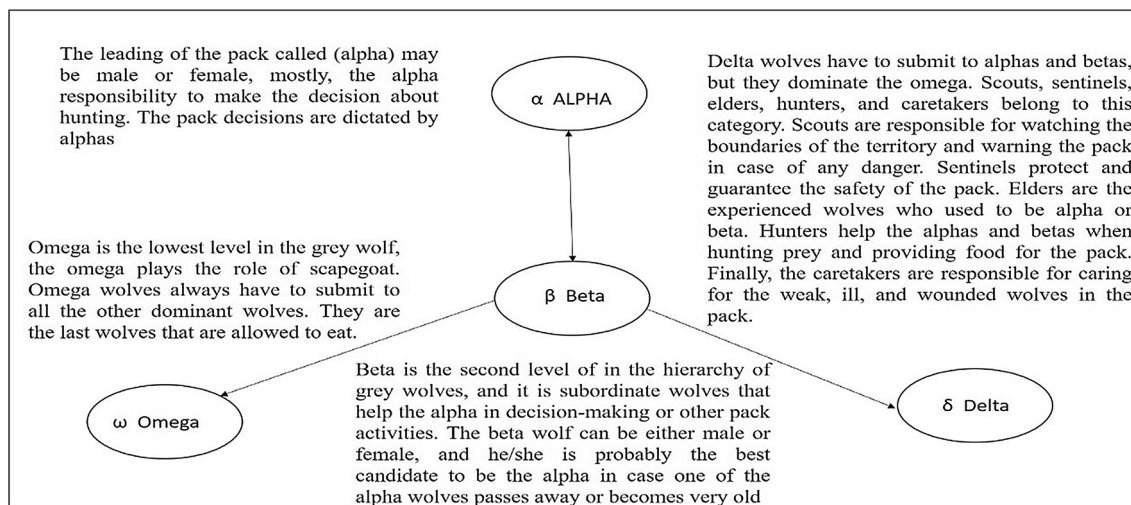 The leading of the pack called (alpha) may
be male or female, mostly, the alpha
responsibility to make the decision about
hunting. The pack decisions are dictated by
alphas
α ALPHA
Delta wolves have to submit to alphas and betas,
but they dominate the omega. Scouts, sentinels,
elders, hunters, and caretakers belong to this
category. Scouts are responsible for watching the
boundaries of the territory and warning the pack
in case of any danger. Sentinels protect and
guarantee the safety of the pack. Elders are the
experienced wolves who used to be alpha or
beta. Hunters help the alphas and betas when
hunting prey and providing food for the pack.
Finally, the caretakers are responsible for caring
for the weak, ill, and wounded wolves in the
pack.
Omega is the lowest level in the grey wolf,
the omega plays the role of scapegoat.
Omega wolves always have to submit to
all the other dominant wolves. They are
the last wolves that are allowed to eat.
β Beta
ω Omega
Beta is the second level of in the hierarchy of
grey wolves, and it is subordinate wolves that
help the alpha in decision-making or other pack
activities. The beta wolf can be either male or
female, and he/she is probably the best
candidate to be the alpha in case one of the
alpha wolves passes away or becomes very old
δ Delta